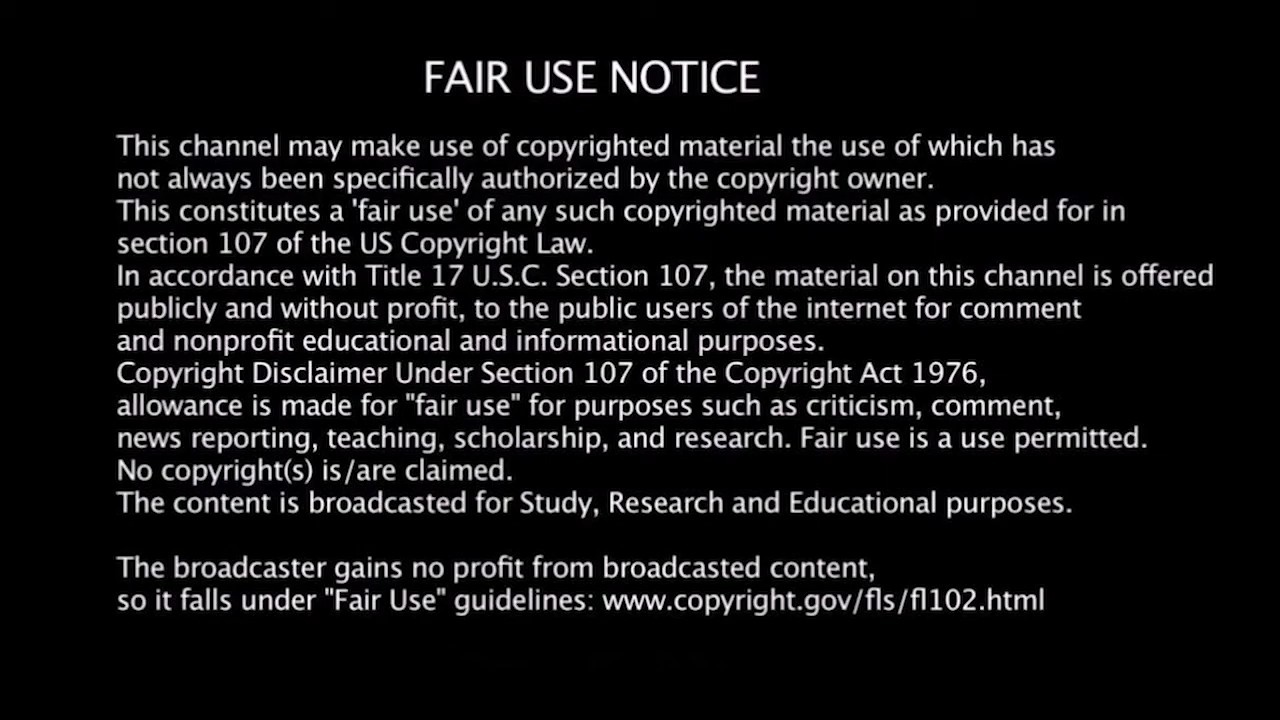 FAIR USE NOTICE
This channel may make use of copyrighted material the use of which has
not always been specifically authorized by the copyright owner.
This constitutes a 'fair use' of any such copyrighted material as provided for in
section 107 of the US Copyright Law.
In accordance with Title 17 U.S.C. Section 107, the material on this channel is offered
publicly and without profit, to the public users of the internet for comment
and nonprofit educational and informational purposes.
Copyright Disclaimer Under Section 107 of the Copyright Act 1976,
allowance is made for "fair use" for purposes such as criticism, comment,
news reporting, teaching, scholarship, and research. Fair use is a use permitted.
No copyright(s) is/are claimed.
The content is broadcasted for Study, Research and Educational purposes.
The broadcaster gains no profit from broadcasted content,
so it falls under "Fair Use" guidelines: www.copyright.gov/fls/fl102.html